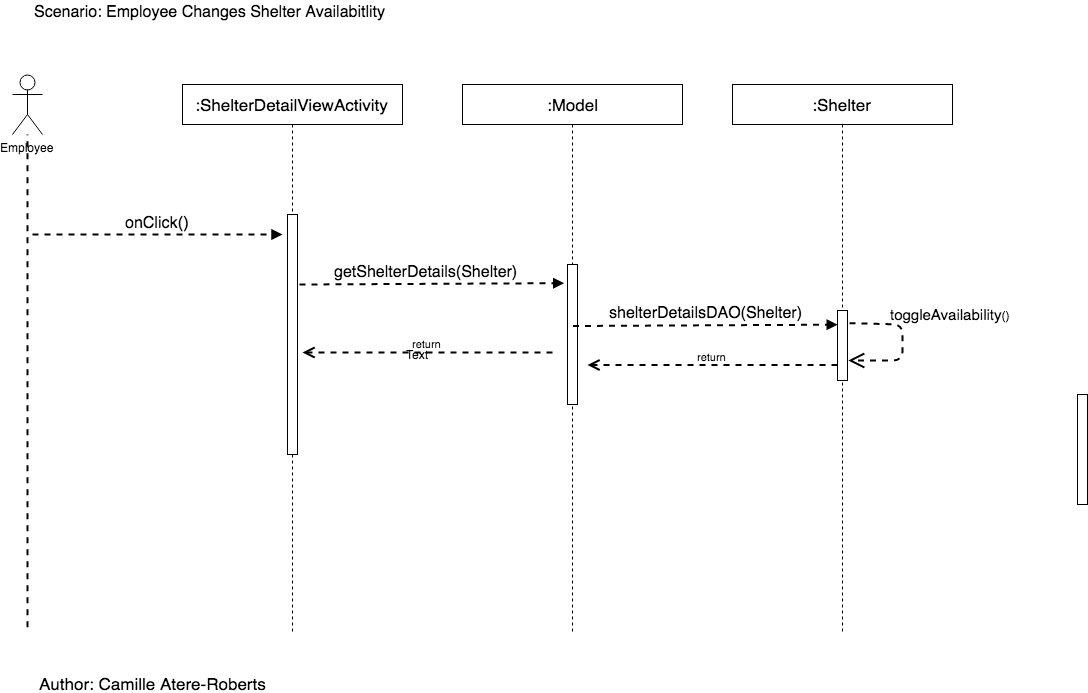 Scenario: Employee Changes Shelter Availabitlity
:ShelterDetailViewActivity
:Model
:Shelter
Employee
onClick()
getShelterDetails(Shelter)
shelterDetailsDAO(Shelter)
toggleAvailability()
return
Text
return
Author: Camille Atere-Roberts